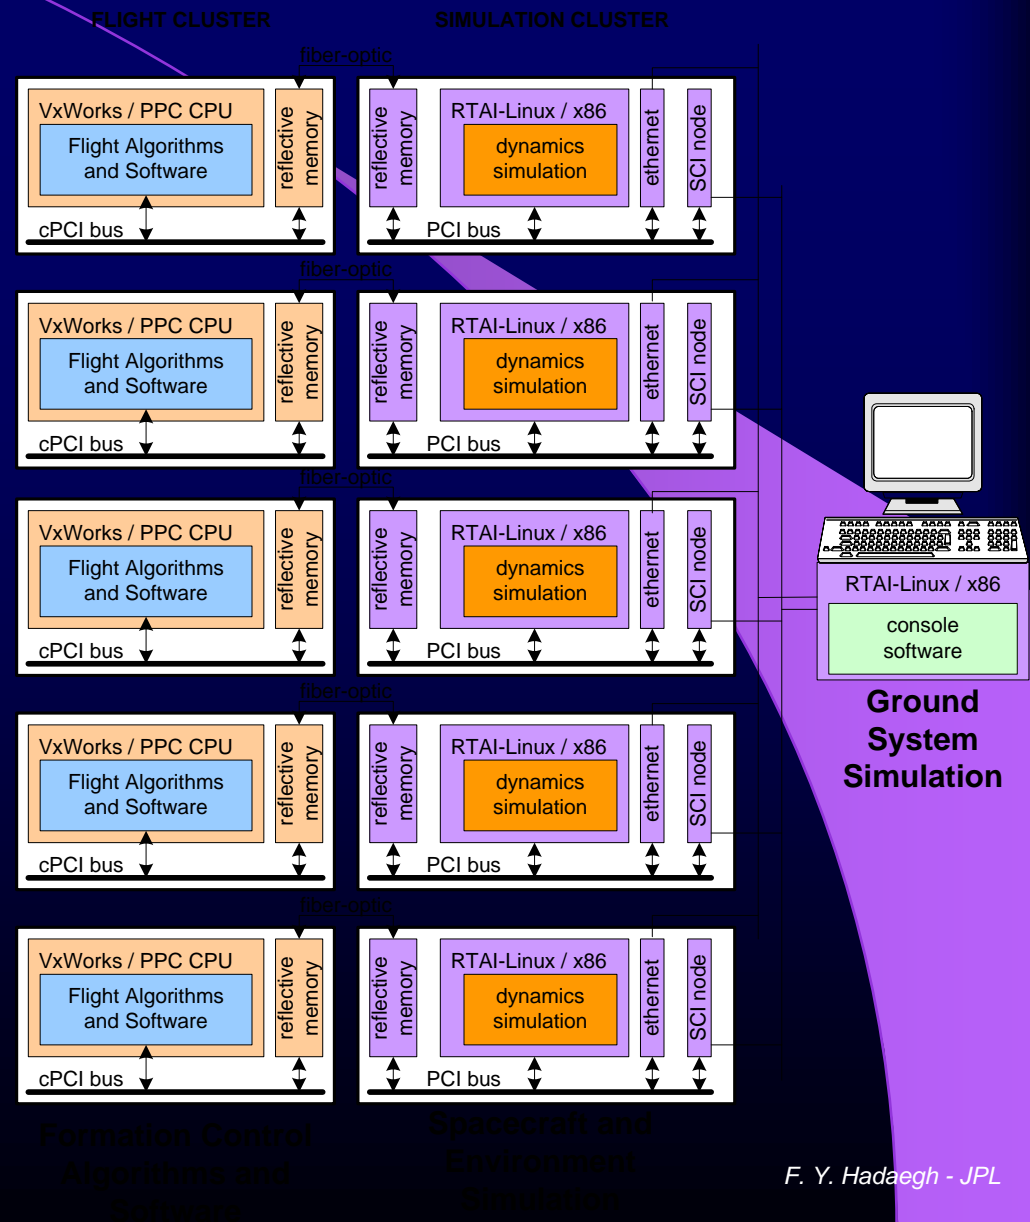 FLIGHT CLUSTER
SIMULATION CLUSTER
fiber-optic
VxWorks / PPC CPU
Flight Algorithms
and Software
reflective
memory
cPCI bus
reflective
memory
RTAI-Linux / x86
dynamics
simulation
ethernet
SCI node
PCI bus
fiber-optic
VxWorks / PPC CPU
Flight Algorithms
and Software
reflective
memory
cPCI bus
reflective
memory
RTAI-Linux / x86
dynamics
simulation
ethernet
SCI node
PCI bus
fiber-optic
VxWorks / PPC CPU
Flight Algorithms
and Software
reflective
memory
cPCI bus
reflective
memory
RTAI-Linux / x86
dynamics
simulation
ethernet
SCI node
PCI bus
fiber-optic
VxWorks / PPC CPU
Flight Algorithms
and Software
reflective
memory
cPCI bus
reflective
memory
RTAI-Linux / x86
dynamics
simulation
ethernet
SCI node
PCI bus
fiber-optic
VxWorks / PPC CPU
Flight Algorithms
and Software
reflective
memory
cPCI bus
reflective
memory
RTAI-Linux / x86
dynamics
simulation
ethernet
SCI node
PCI bus
RTAI-Linux / x86
console
software
Ground
System
Simulation
Formation Control
Algorithms and
Software
Spacecraft and
Environment
Simulation
F. Y. Hadaegh - JPL